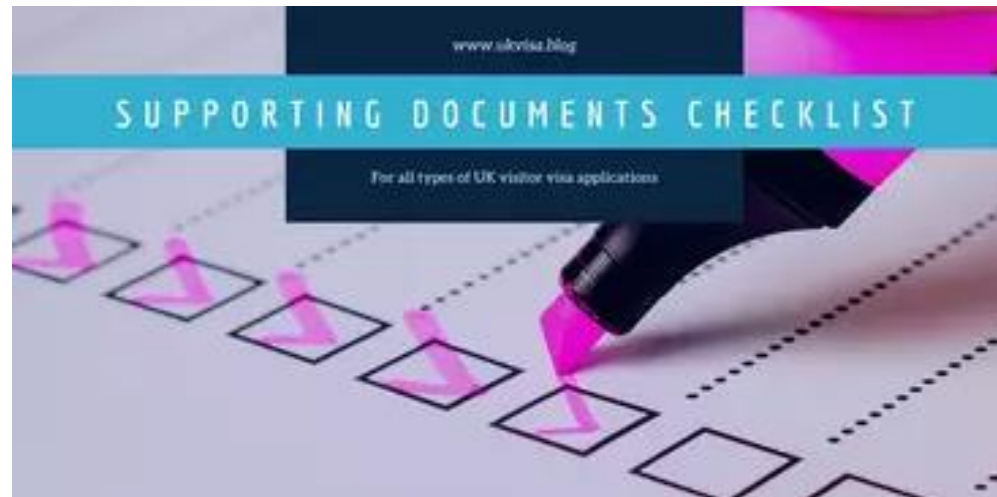 www.ukvisa.blog
SUPPORTING DOCUMENTS CHECKLIST
For all types of UK visitor visa applications